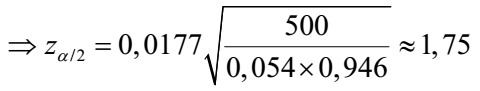 ⇒ z_{α/2} = 0,0177 √(500 / (0,054×0,946)) ≈ 1,75